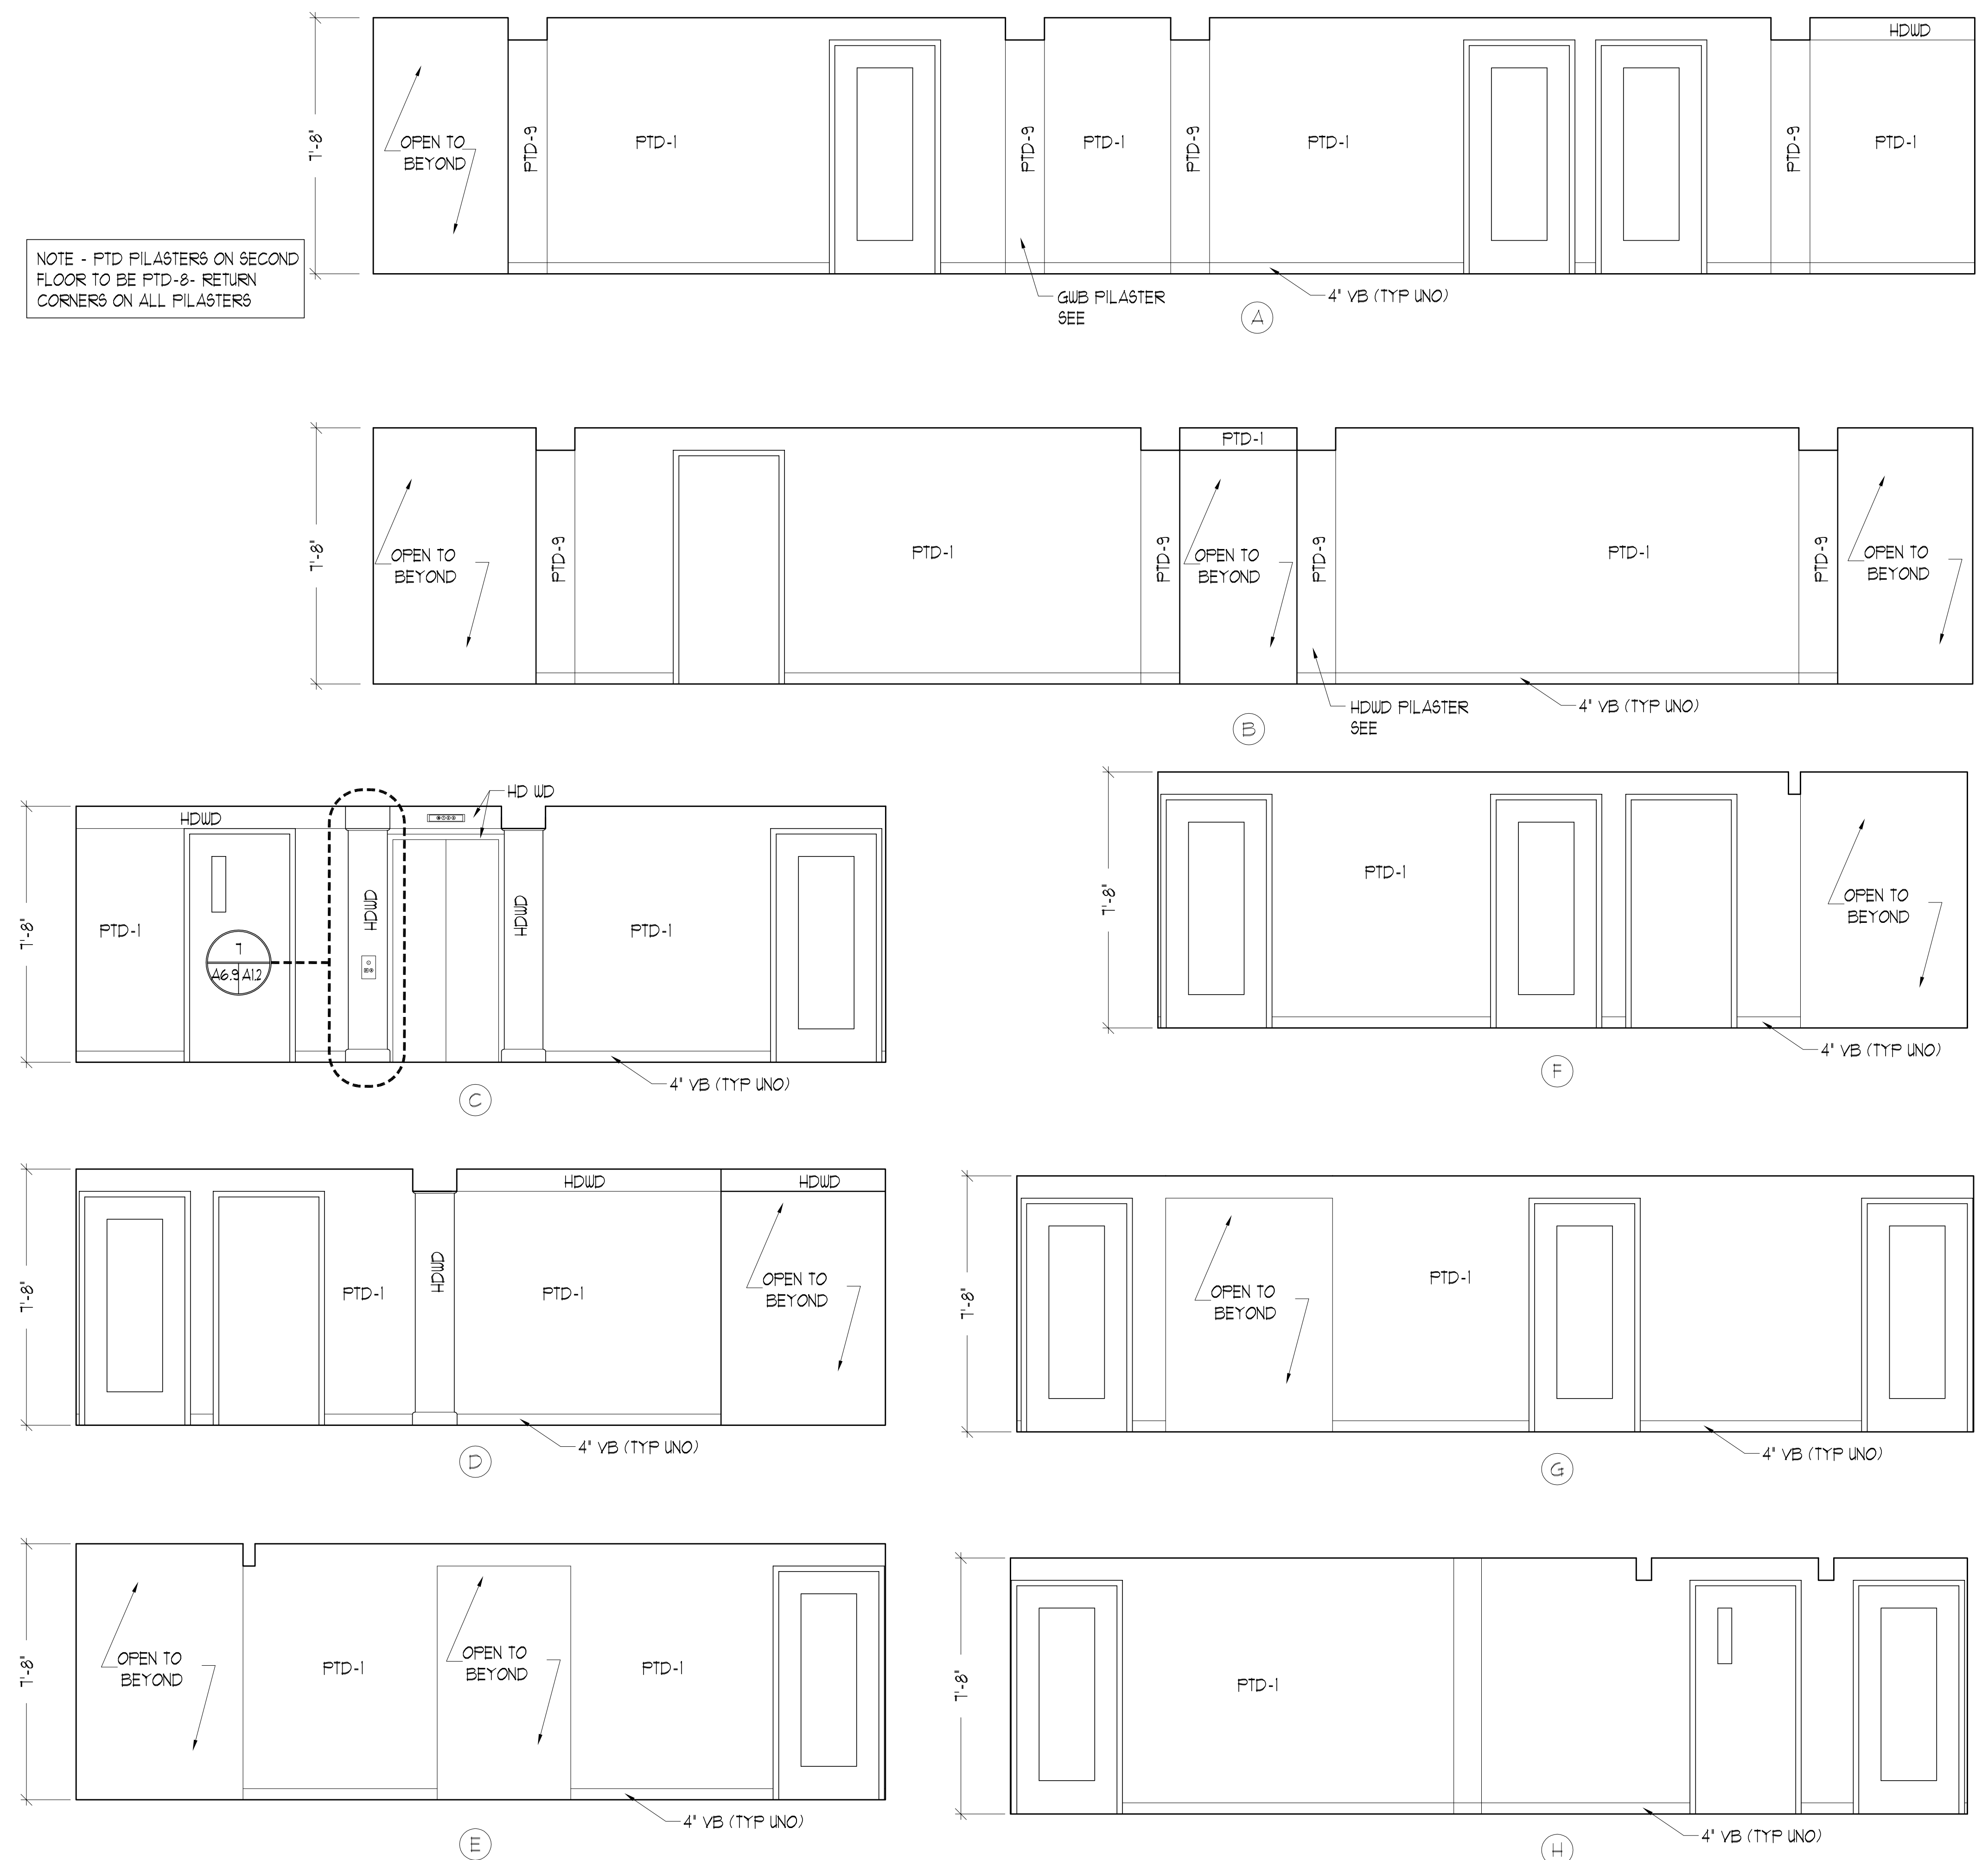 HDWD
7'-8"
OPEN TO
BEYOND
PTD-9
PTD-1
PTD-9
PTD-1
PTD-9
PTD-1
PTD-9
PTD-1
NOTE - PTD PILASTERS ON SECOND
FLOOR TO BE PTD-8- RETURN
CORNERS ON ALL PILASTERS
GWB PILASTER
SEE
4" VB (TYP UNO)
A
7'-8"
PTD-1
OPEN TO
BEYOND
PTD-9
PTD-1
PTD-9
OPEN TO
BEYOND
PTD-9
PTD-1
PTD-9
OPEN TO
BEYOND
HDWD PILASTER
SEE
4" VB (TYP UNO)
B
HD WD
HDWD
7'-8"
PTD-1
7
A6.9 A1.2
HDWD
HDWD
PTD-1
4" VB (TYP UNO)
C
7'-8"
PTD-1
OPEN TO
BEYOND
4" VB (TYP UNO)
F
HDWD
HDWD
7'-8"
PTD-1
HDWD
PTD-1
OPEN TO
BEYOND
4" VB (TYP UNO)
D
7'-8"
OPEN TO
BEYOND
PTD-1
4" VB (TYP UNO)
G
7'-8"
OPEN TO
BEYOND
PTD-1
OPEN TO
BEYOND
PTD-1
4" VB (TYP UNO)
E
7'-8"
PTD-1
4" VB (TYP UNO)
H